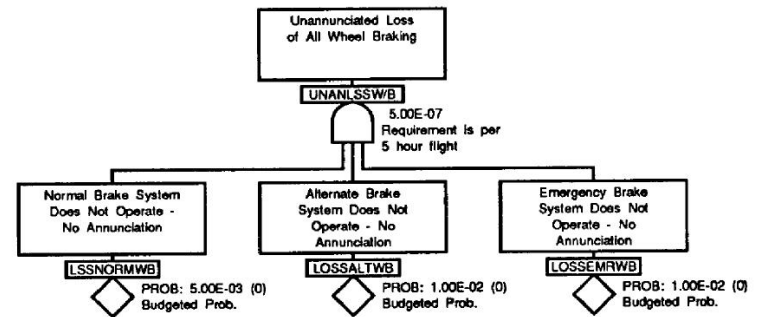 Unannunciated Loss
of All Wheel Braking
UNANLSSW/B
5.00E-07
Requirement is per
5 hour flight
Normal Brake System
Does Not Operate -
No Annunciation
LSSNORMWB
PROB: 5.00E-03 (0)
Budgeted Prob.
Alternate Brake
System Does Not
Operate - No
Annunciation
LOSSALTWB
PROB: 1.00E-02 (0)
Budgeted Prob.
Emergency Brake
System Does Not
Operate - No
Annunciation
LOSSEMRWB
PROB: 1.00E-02 (0)
Budgeted Prob.